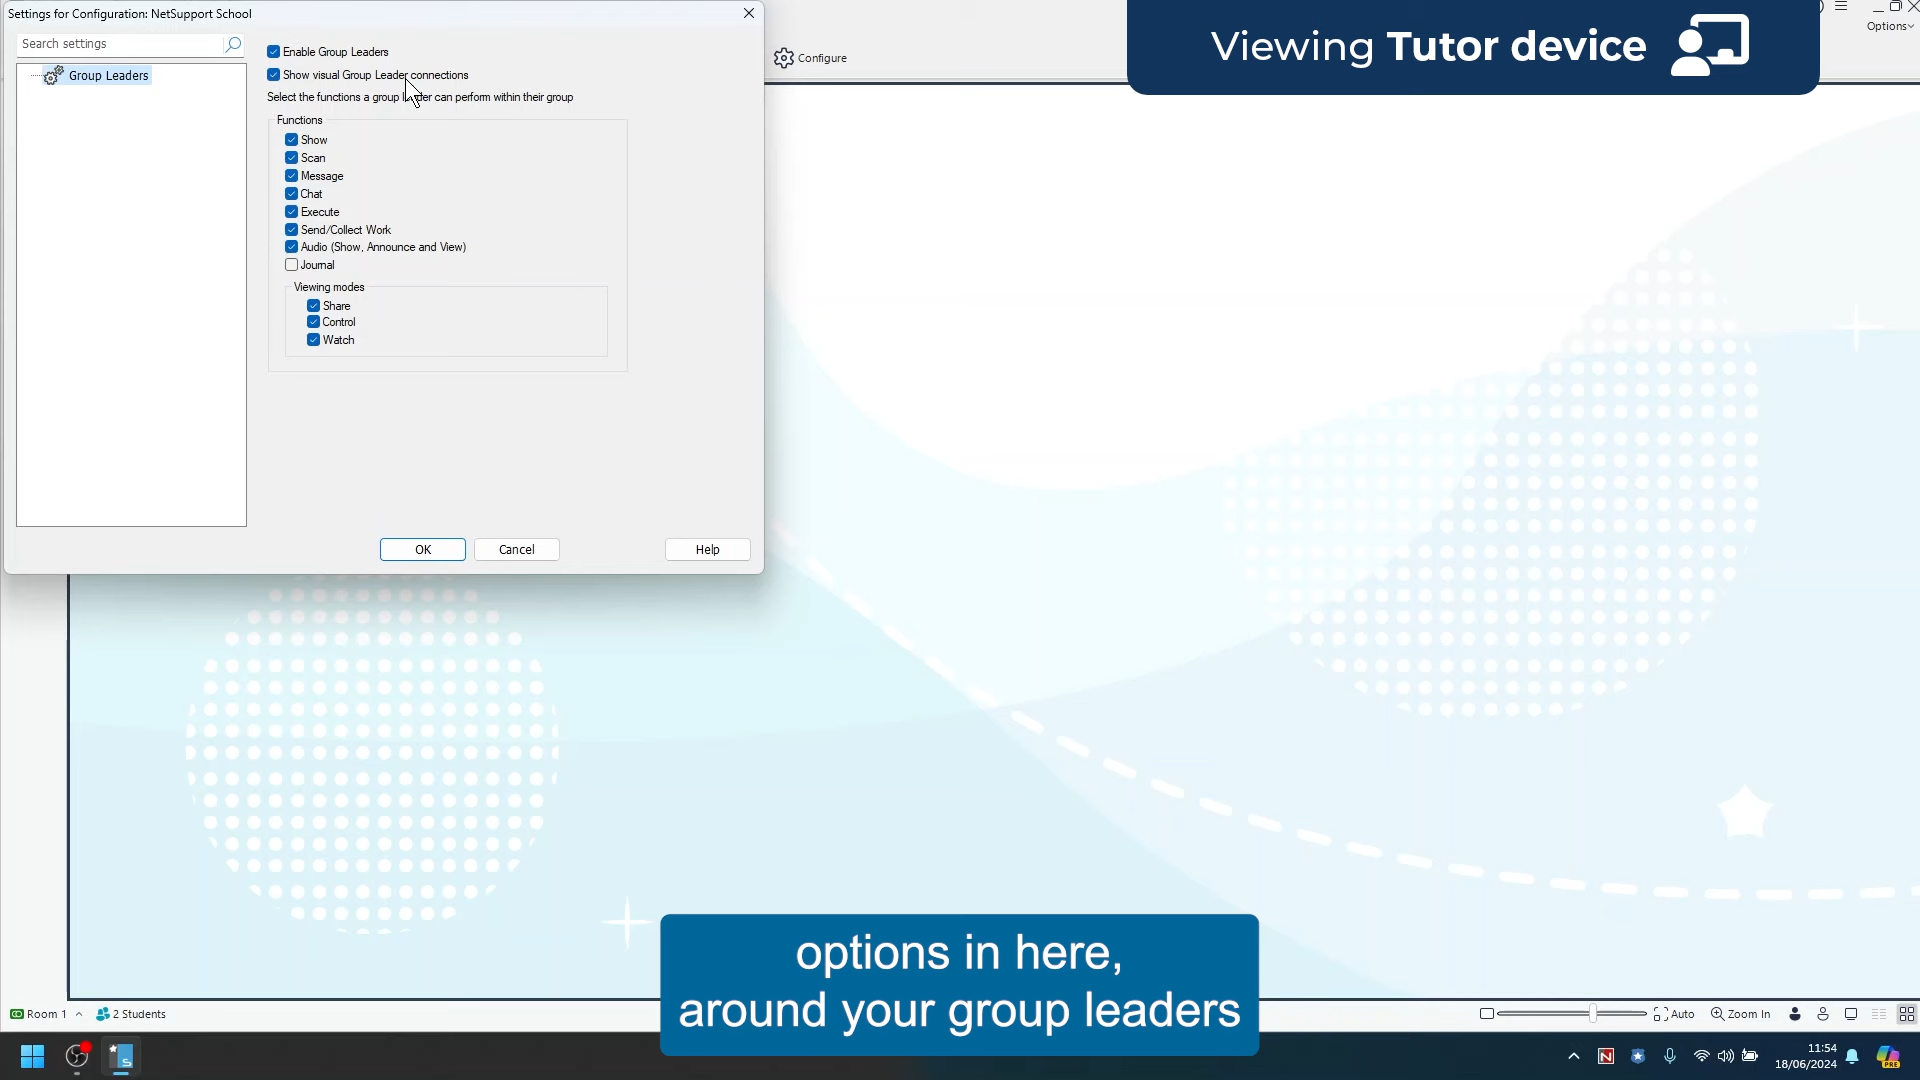 Settings for Configuration: NetSupport School
Search settings
Group Leaders
Enable Group Leaders
Show visual Group Leader connections
Select the functions a group leader can perform within their group
Functions
Show
Scan
Message
Chat
Execute
Send/Collect Work
Audio (Show, Announce and View)
Journal
Viewing modes
Share
Control
Watch
OK
Cancel
Help
Configure
Viewing Tutor device
Options
options in here,
around your group leaders
Room 1
2 Students
Auto
Zoom In
11:54
18/06/2024